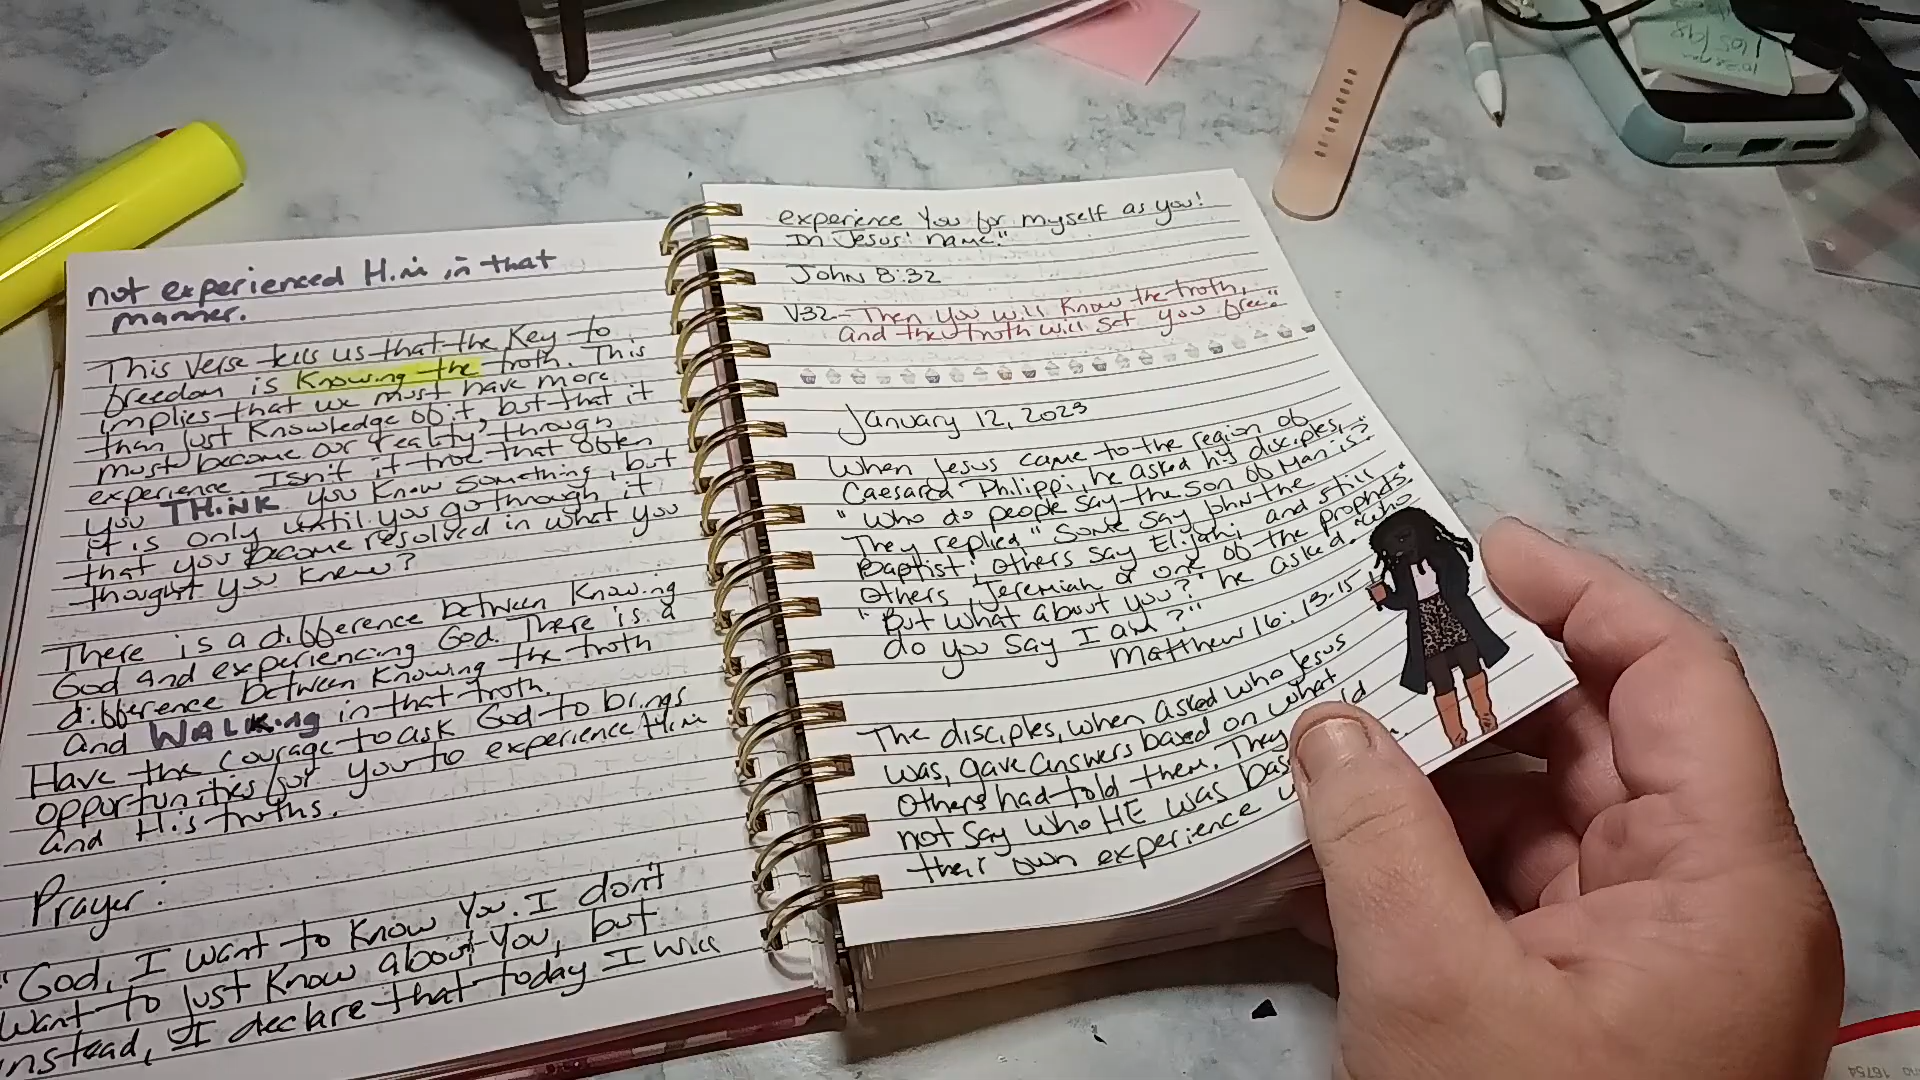 not experienced Him in that
manner.
This verse tells us that the Key to
freedom is Knowing the truth. This
implies that we must have more
than just Knowledge of it, but that it
must become our reality through
experience. Isn't it true that often
you THINK you know something, but
it is only until you go through it
that you become resolved in what you
thought you knew?
There is a difference between Knowing
God and experiencing God. There is a
difference between Knowing the truth
and WALKing in that truth.
Have the courage to ask God to brings
opportunities for you to experience Him
and His truths.
Prayer:
"God, I want to know You. I don't
want to just Know about You, but
instead, I declare that today I will
experience You for myself as you!
In Jesus' name."
John 8:32
V32- Then you will know the truth,
and the truth will set you free."
January 12, 2023
When Jesus came to the region of
Caesarea Philippi, he asked his disciples,
"Who do people say the Son of Man is?"
They replied "Some say John the
Baptist; others say Elijah; and still
others, Jeremiah or one of the prophets."
"But what about you?" he asked. "Who
do you say I am?"
Matthew 16:13-15
The disciples, when asked who Jesus
was, gave answers based on what
others had told them. They
not say who HE was bas
their own experience
16754